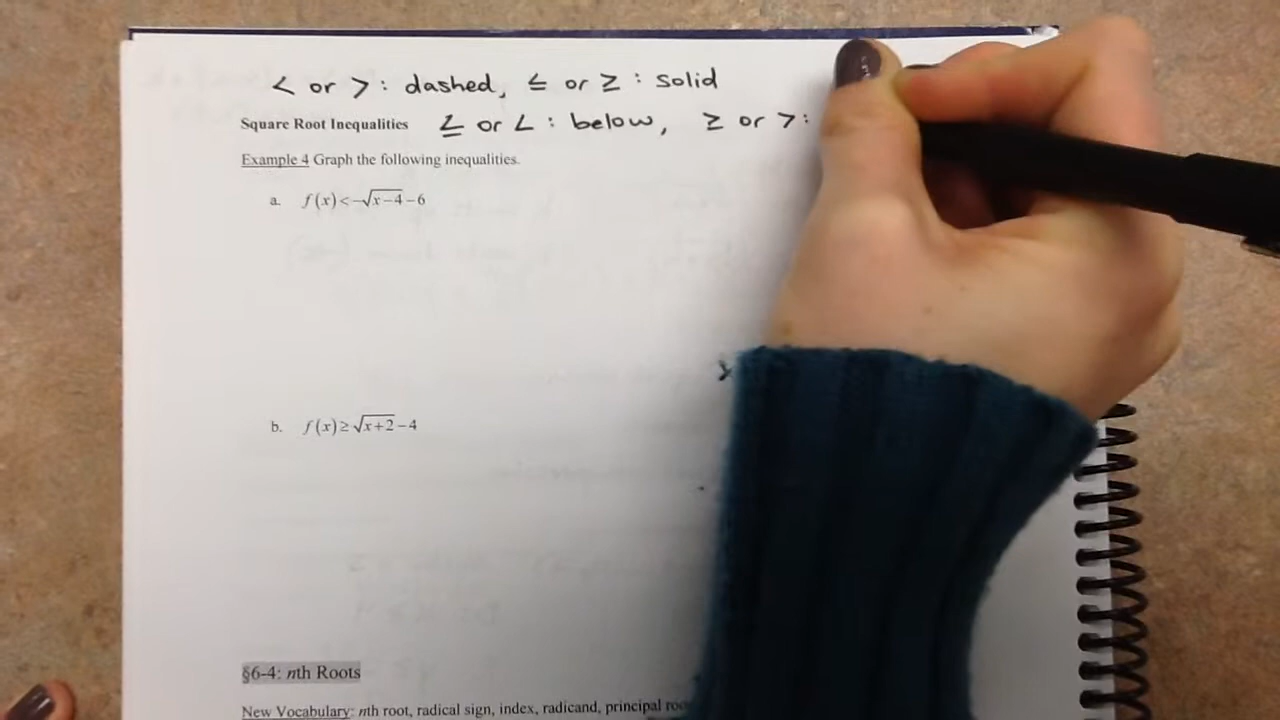 < or > : dashed, ≤ or ≥ : solid
Square Root Inequalities ≤ or < : below, ≥ or > :
Example 4 Graph the following inequalities.
a. f(x) < -√(x-4) - 6
b. f(x) ≥ √(x+2) - 4
§6-4: nth Roots
New Vocabulary: nth root, radical sign, index, radicand, principal